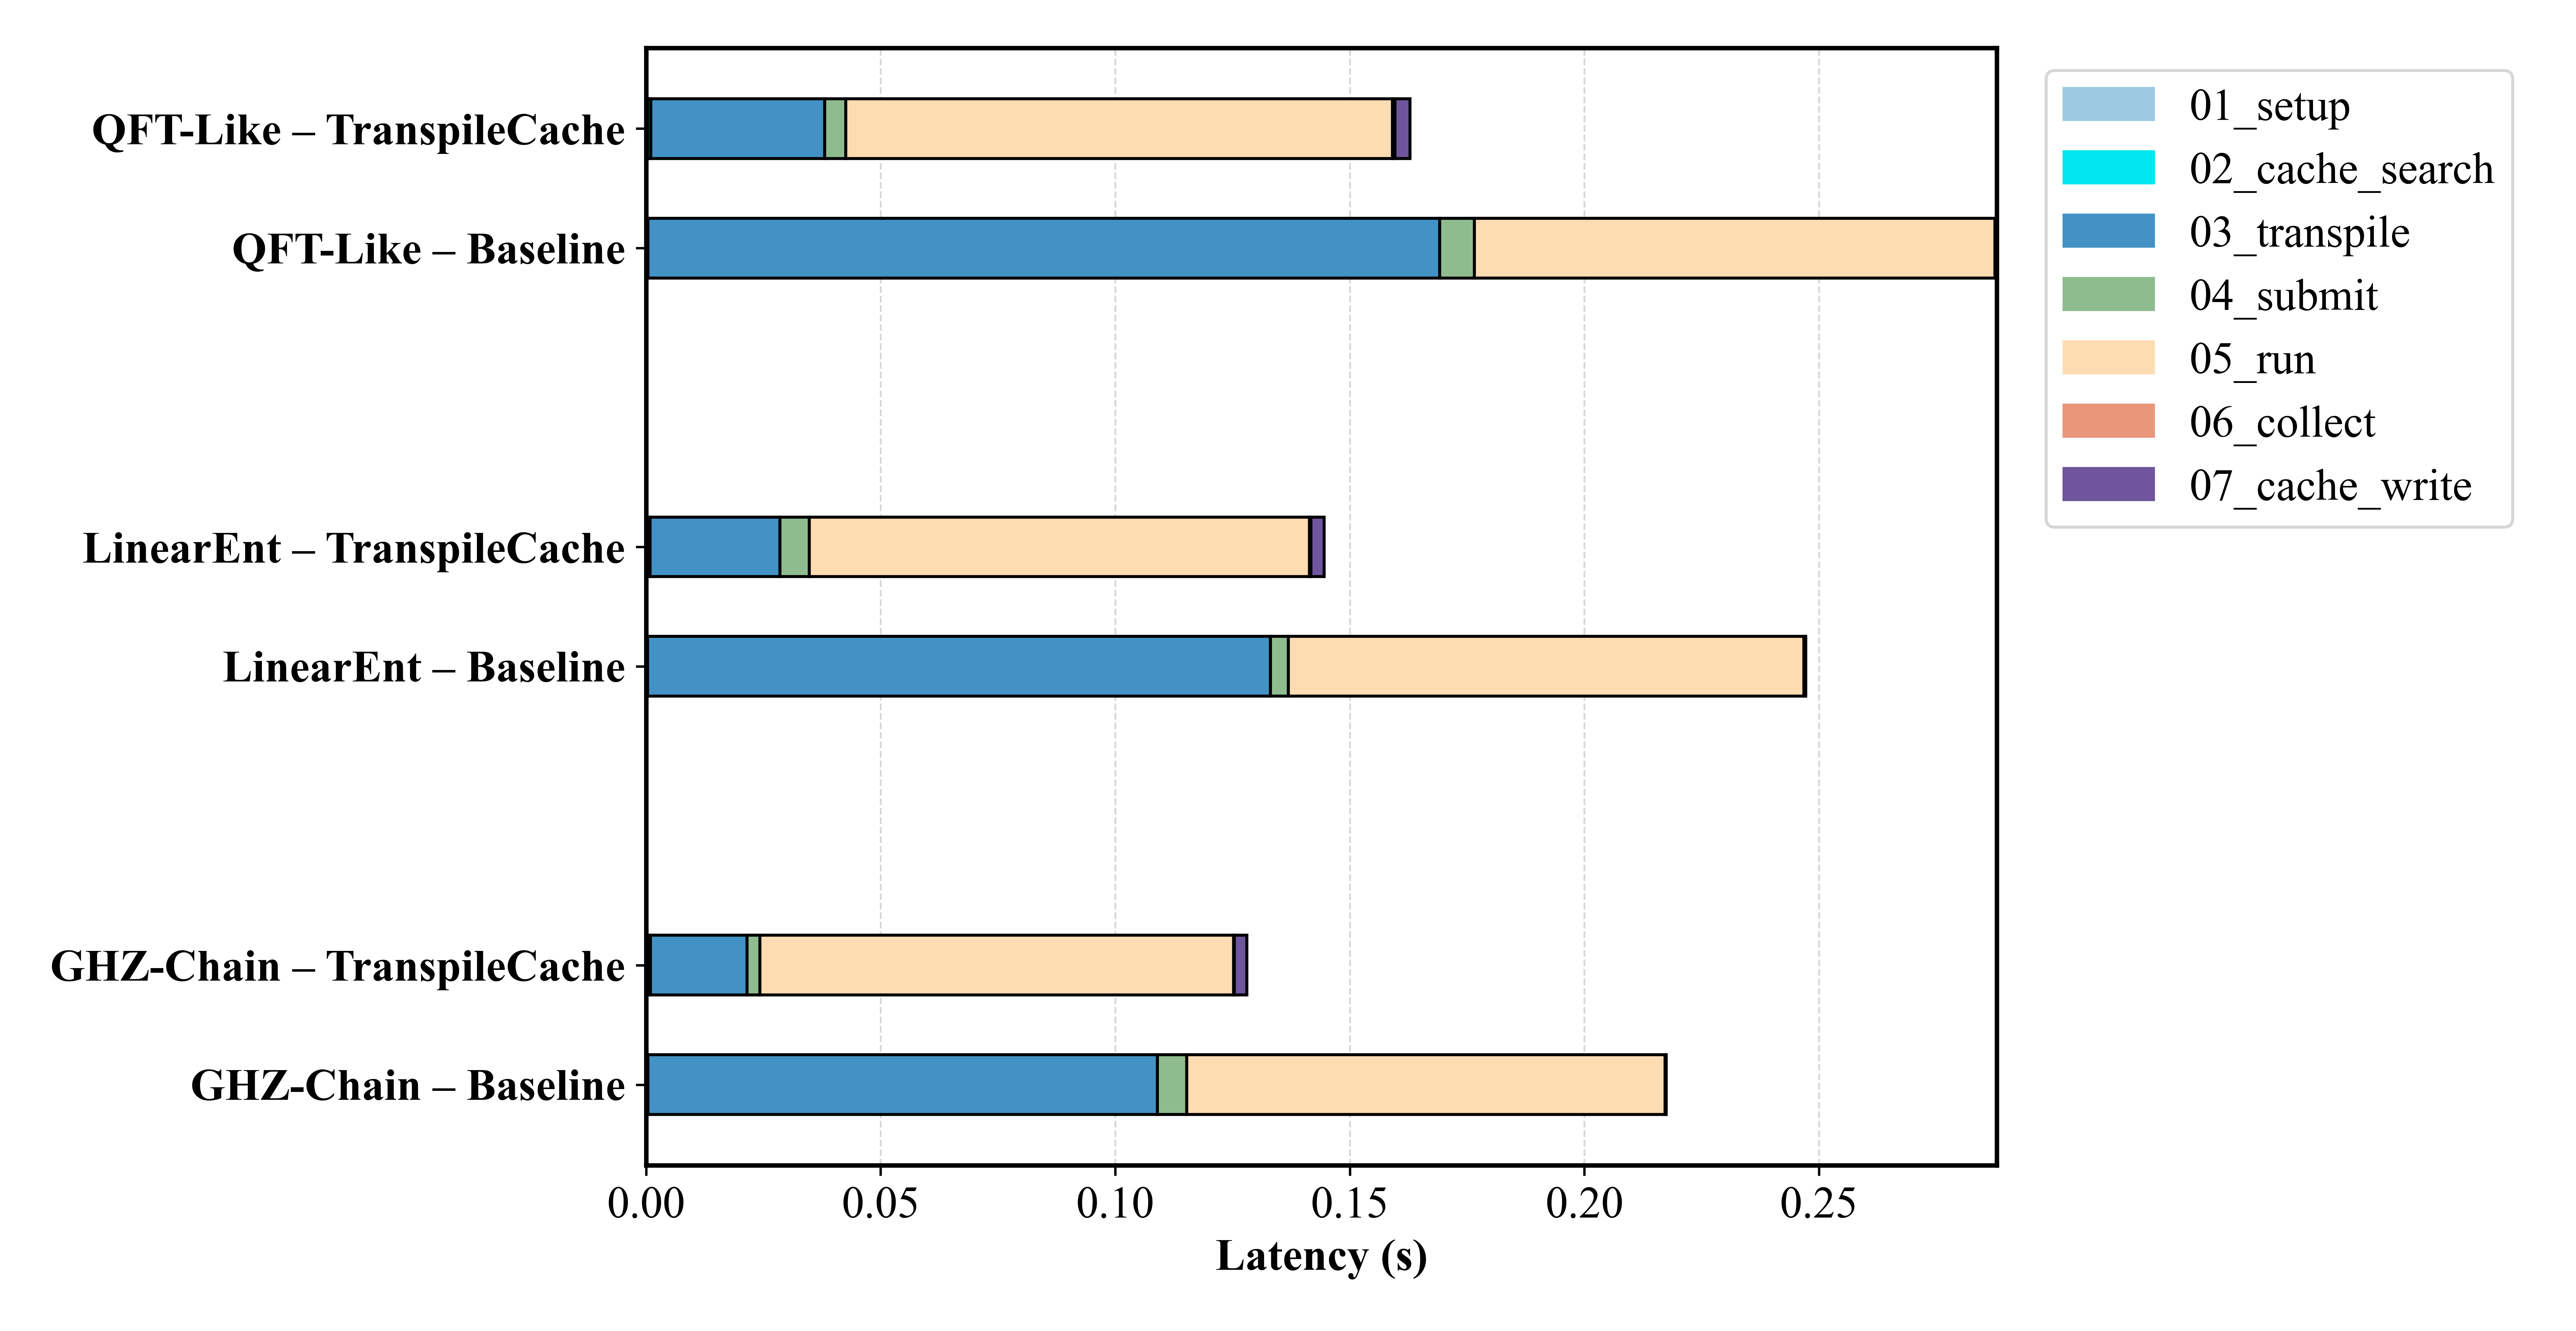 QFT-Like – TranspileCache
QFT-Like – Baseline
LinearEnt – TranspileCache
LinearEnt – Baseline
GHZ-Chain – TranspileCache
GHZ-Chain – Baseline
0.00 0.05 0.10 0.15 0.20 0.25
Latency (s)
01_setup
02_cache_search
03_transpile
04_submit
05_run
06_collect
07_cache_write